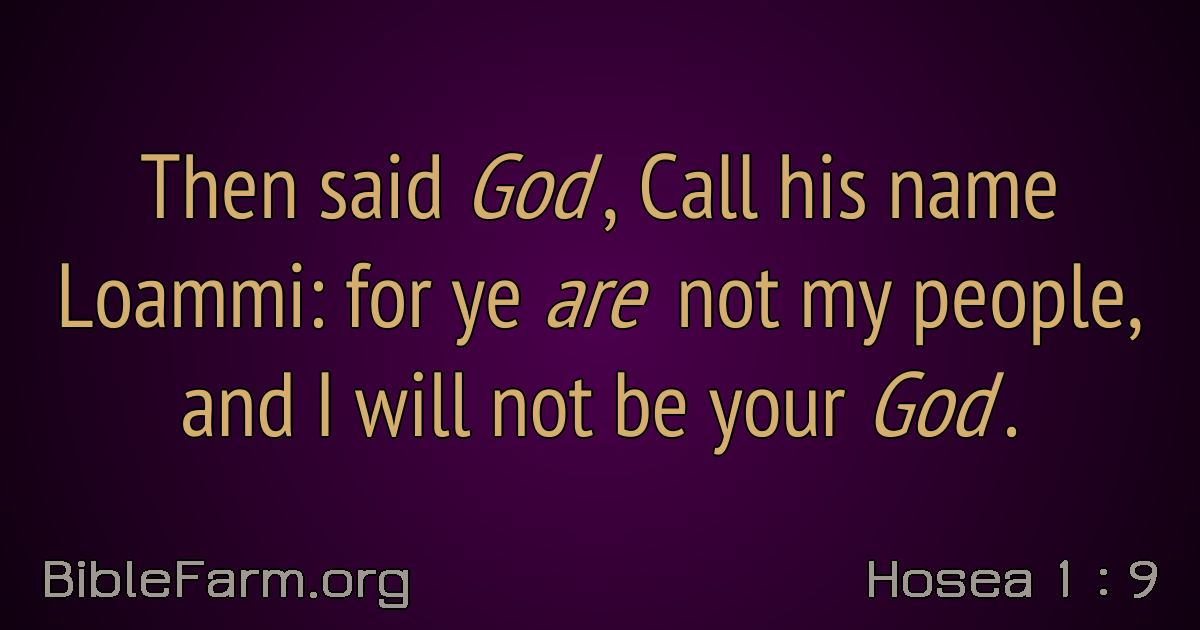 Then said God, Call his name
Loammi: for ye are not my people,
and I will not be your God.
BibleFarm.org
Hosea 1 : 9